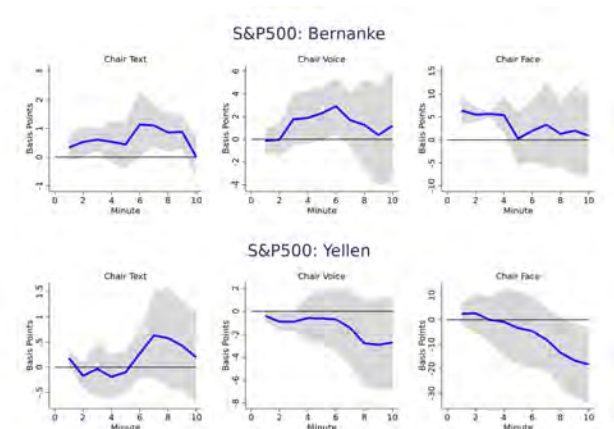 S&P500: Bernanke
Chair Text
Chair Voice
Chair Face
Basis Points
-1 0 1 2 3
0 2 4 6 8 10
Minute
Basis Points
-4 -2 0 2 4 6
0 2 4 6 8 10
Minute
Basis Points
-10 -5 0 5 10 15
0 2 4 6 8 10
Minute
S&P500: Yellen
Chair Text
Chair Voice
Chair Face
Basis Points
-.5 0 .5 1 1.5
0 2 4 6 8 10
Minute
Basis Points
-8 -6 -4 -2 0 2
0 2 4 6 8 10
Minute
Basis Points
-30 -20 -10 0 10
0 2 4 6 8 10
Minute